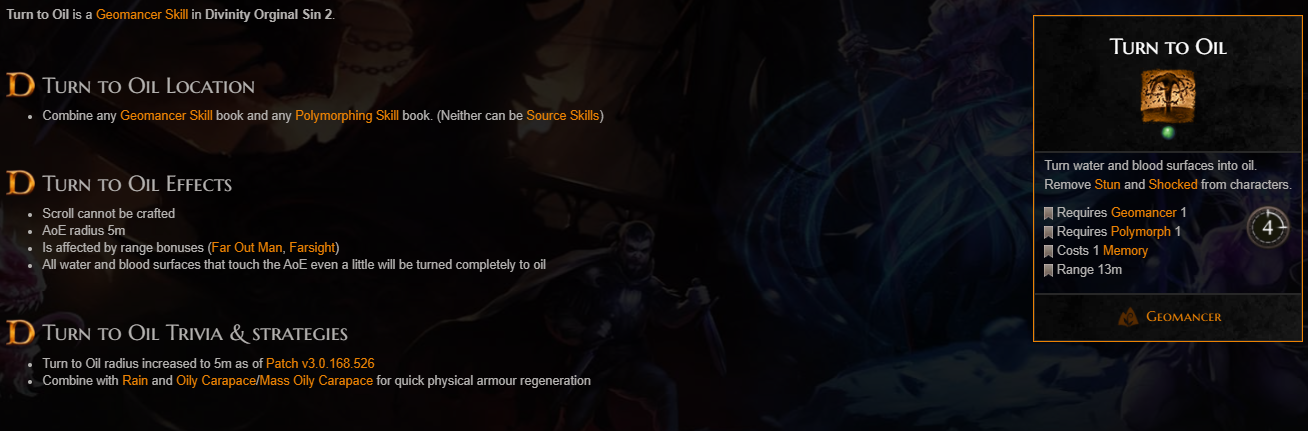 Turn to Oil is a Geomancer Skill in Divinity Orginal Sin 2.
Turn to Oil Location
Combine any Geomancer Skill book and any Polymorphing Skill book. (Neither can be Source Skills)
Turn to Oil Effects
Scroll cannot be crafted
AoE radius 5m
Is affected by range bonuses (Far Out Man, Farsight)
All water and blood surfaces that touch the AoE even a little will be turned completely to oil
Turn to Oil Trivia & strategies
Turn to Oil radius increased to 5m as of Patch v3.0.168.526
Combine with Rain and Oily Carapace/Mass Oily Carapace for quick physical armour regeneration
Turn to Oil
Turn water and blood surfaces into oil.
Remove Stun and Shocked from characters.
Requires Geomancer 1
Requires Polymorph 1
Costs 1 Memory
Range 13m
4
Geomancer